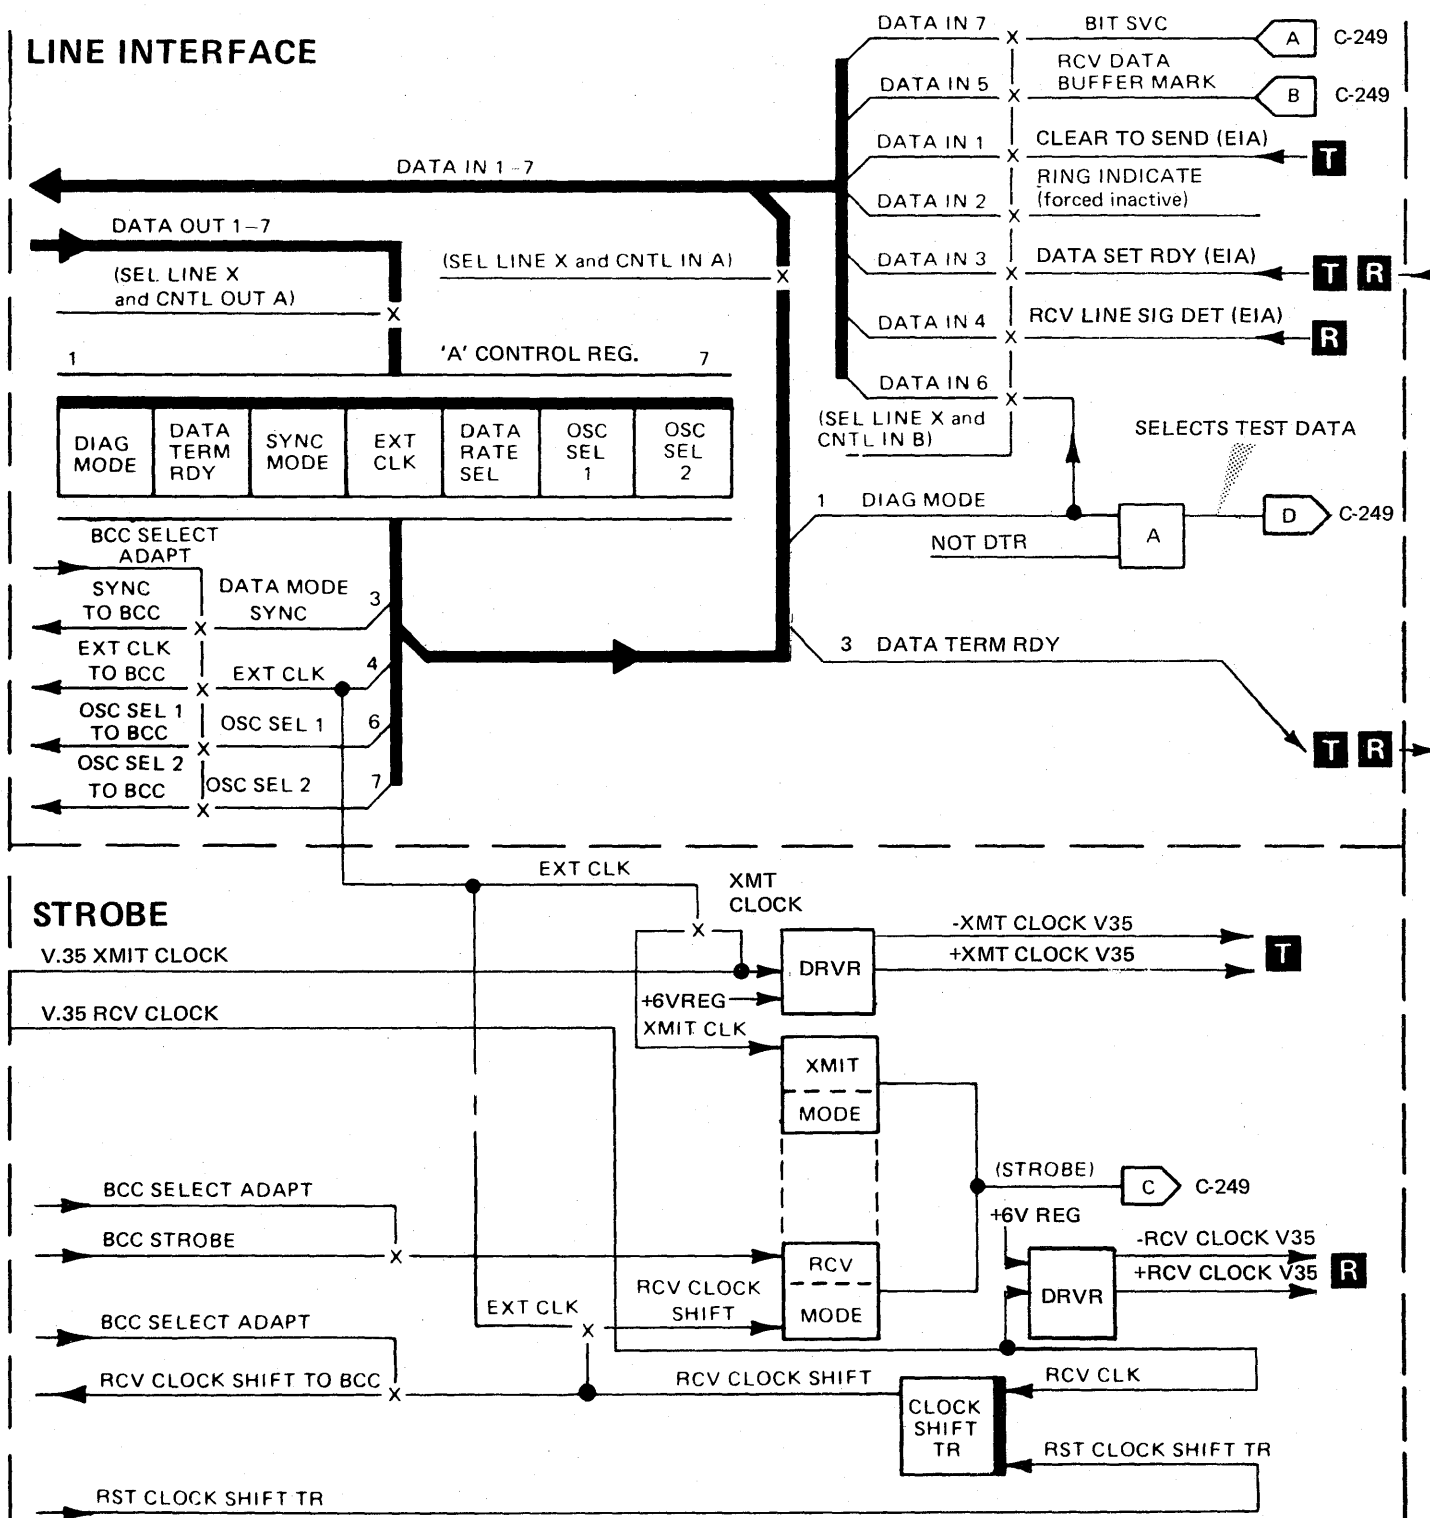 LINE INTERFACE
DATA IN 7
BIT SVC
A
C-249
DATA IN 5
RCV DATA
BUFFER MARK
B
C-249
DATA IN 1
CLEAR TO SEND (EIA)
T
DATA IN 1-7
DATA IN 2
RING INDICATE
(forced inactive)
DATA OUT 1-7
(SEL LINE X
and CNTL OUT A)
(SEL LINE X and CNTL IN A)
DATA IN 3
DATA SET RDY (EIA)
T R
DATA IN 4
RCV LINE SIG DET (EIA)
R
1
'A' CONTROL REG.
7
DATA IN 6
(SEL LINE X and
CNTL IN B)
DIAG
MODE
DATA
TERM
RDY
SYNC
MODE
EXT
CLK
DATA
RATE
SEL
OSC
SEL
1
OSC
SEL
2
SELECTS TEST DATA
1 DIAG MODE
NOT DTR
A
D
C-249
BCC SELECT
ADAPT
SYNC
TO BCC
DATA MODE
SYNC
3
EXT CLK
TO BCC
EXT CLK
4
3 DATA TERM RDY
OSC SEL 1
TO BCC
OSC SEL 1
6
OSC SEL 2
TO BCC
OSC SEL 2
7
T R
X
X
X
X
X
X
X
X
X
X
X
X
X
STROBE
EXT CLK
XMT
CLOCK
X
V.35 XMIT CLOCK
DRVR
-XMT CLOCK V35
+XMT CLOCK V35
T
+6VREG
V.35 RCV CLOCK
XMIT CLK
XMIT
MODE
BCC SELECT ADAPT
(STROBE)
C
C-249
BCC STROBE
X
RCV
MODE
+6V REG
-RCV CLOCK V35
+RCV CLOCK V35
R
DRVR
RCV CLOCK
SHIFT
EXT CLK
X
BCC SELECT ADAPT
RCV CLOCK SHIFT TO BCC
X
RCV CLOCK SHIFT
CLOCK
SHIFT
TR
RCV CLK
RST CLOCK SHIFT TR
RST CLOCK SHIFT TR